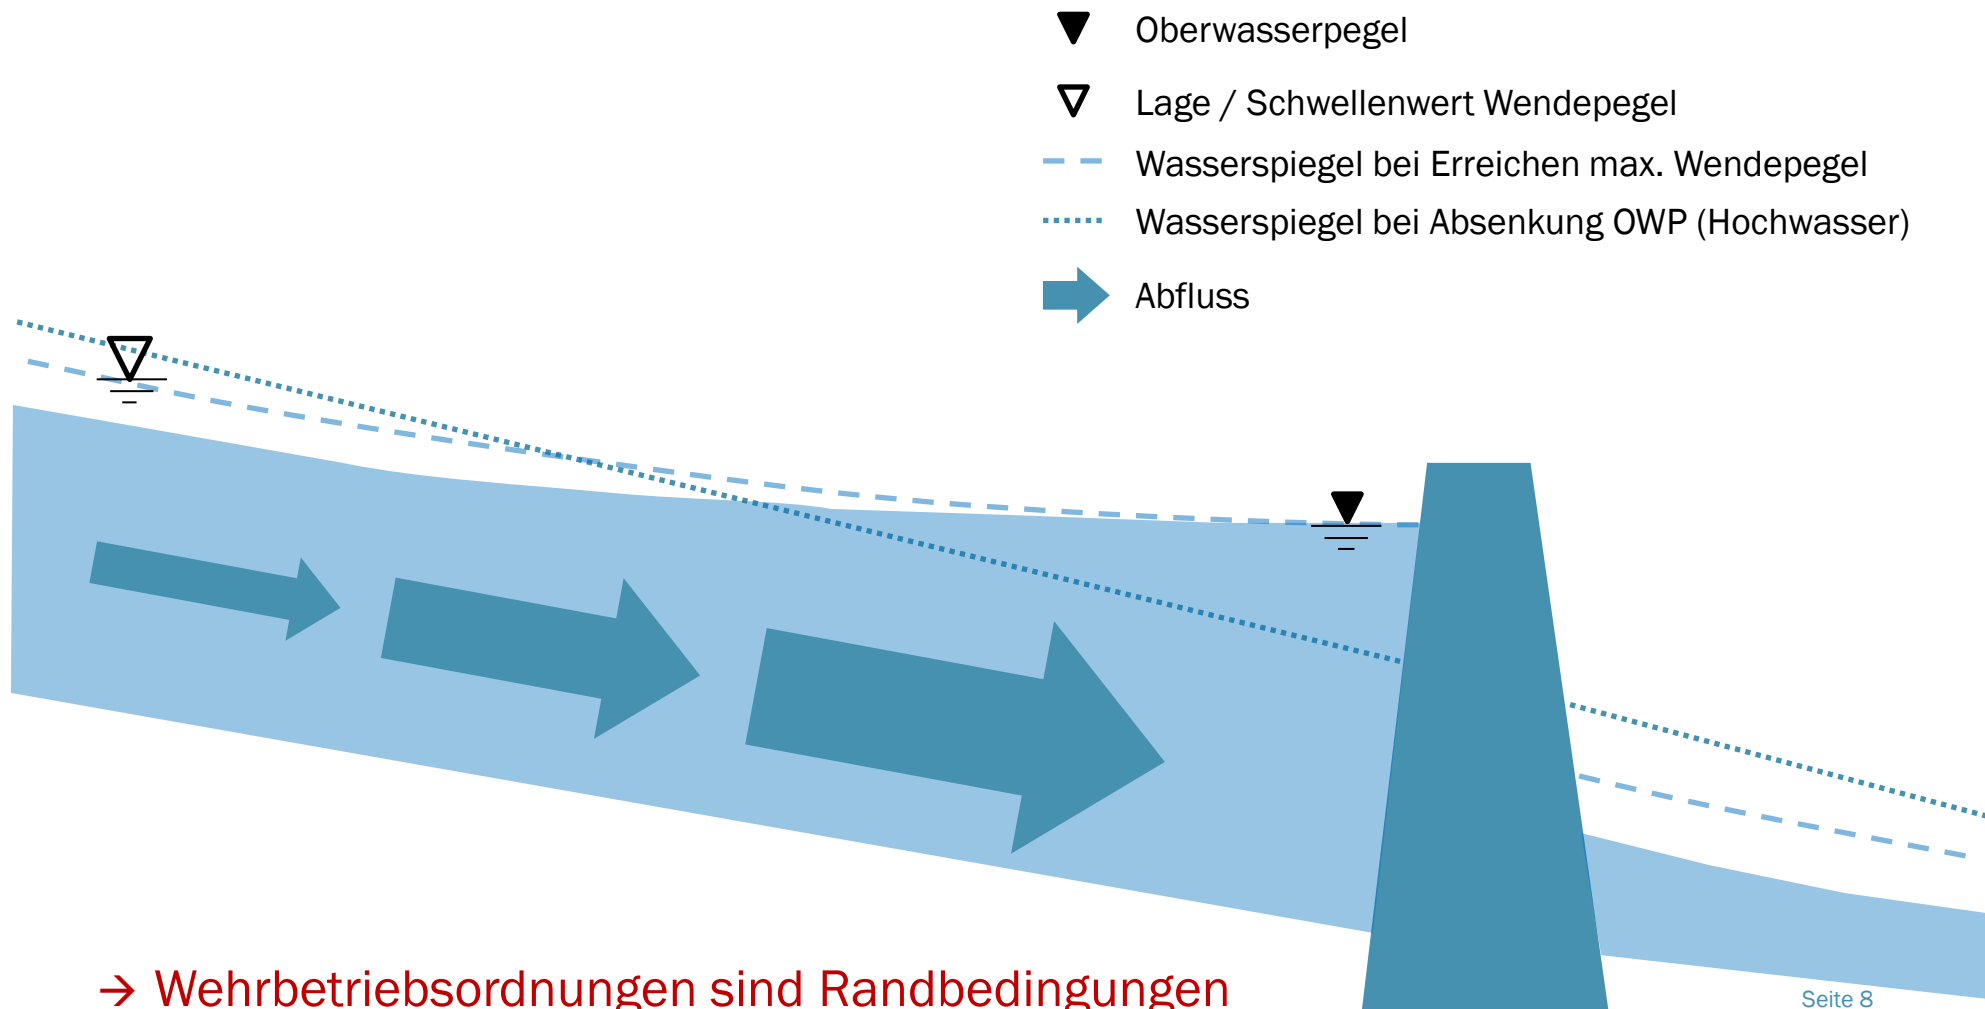 Oberwasserpegel
Lage / Schwellenwert Wendepegel
Wasserspiegel bei Erreichen max. Wendepegel
Wasserspiegel bei Absenkung OWP (Hochwasser)
Abfluss
→ Wehrbetriebsordnungen sind Randbedingungen
Seite 8